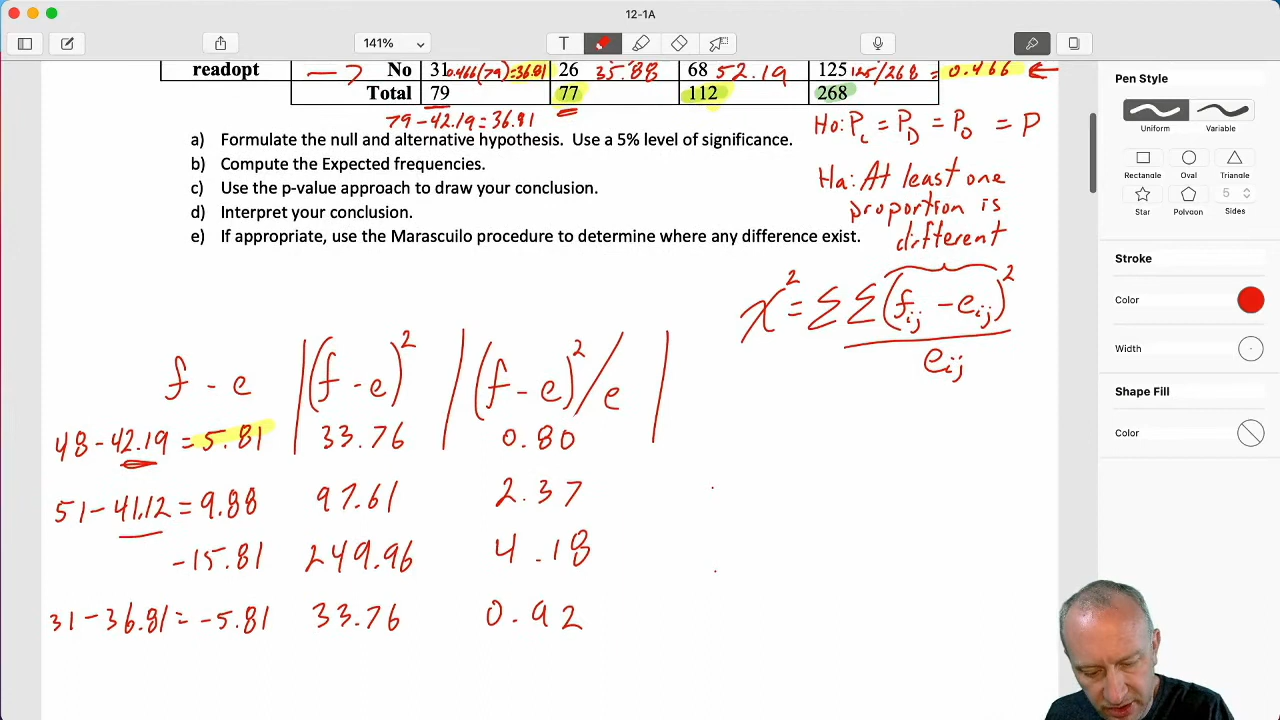 12-1A
141%
T
Pen Style
readopt → No 31 0.466(79)=36.81 26 35.88 68 52.19 125 125/268 = 0.466 ←
Total 79 77 112 268
79-42.19=36.81
Uniform Variable
a) Formulate the null and alternative hypothesis. Use a 5% level of significance.
Ho: PL = PD = PO = P
b) Compute the Expected frequencies.
c) Use the p-value approach to draw your conclusion.
d) Interpret your conclusion.
e) If appropriate, use the Marascuilo procedure to determine where any difference exist.
Ha: At least one
proportion is
different
Rectangle Oval Triangle
Star Polygon 5 Sides
Stroke
Color
Width
Shape Fill
Color
χ² = ΣΣ (fij - eij)²
eij
f - e | (f - e)² | (f - e)²/e |
48-42.19 = 5.81 33.76 0.80
51-41.12 = 9.88 97.61 2.37
-15.81 249.96 4.18
31-36.81= -5.81 33.76 0.92